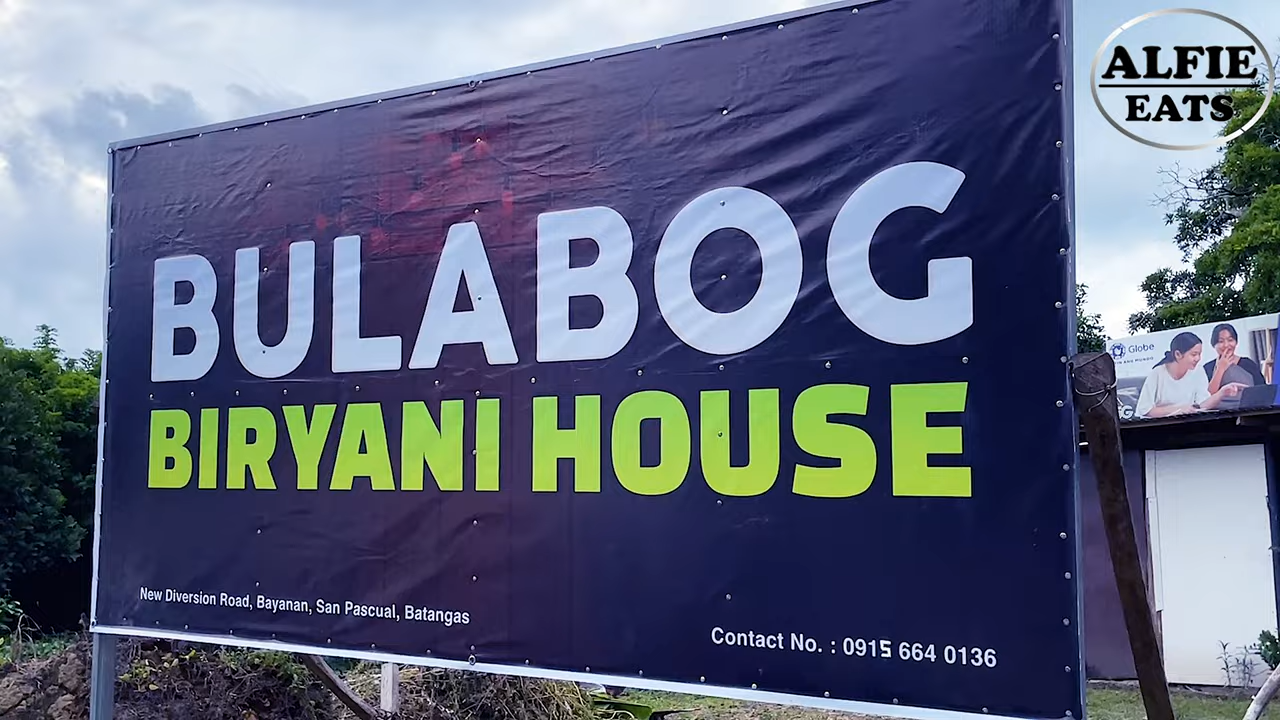 ALFIE
EATS
BULABOG
BIRYANI HOUSE
New Diversion Road, Bayanan, San Pascual, Batangas
Contact No. : 0915 664 0136
Globe